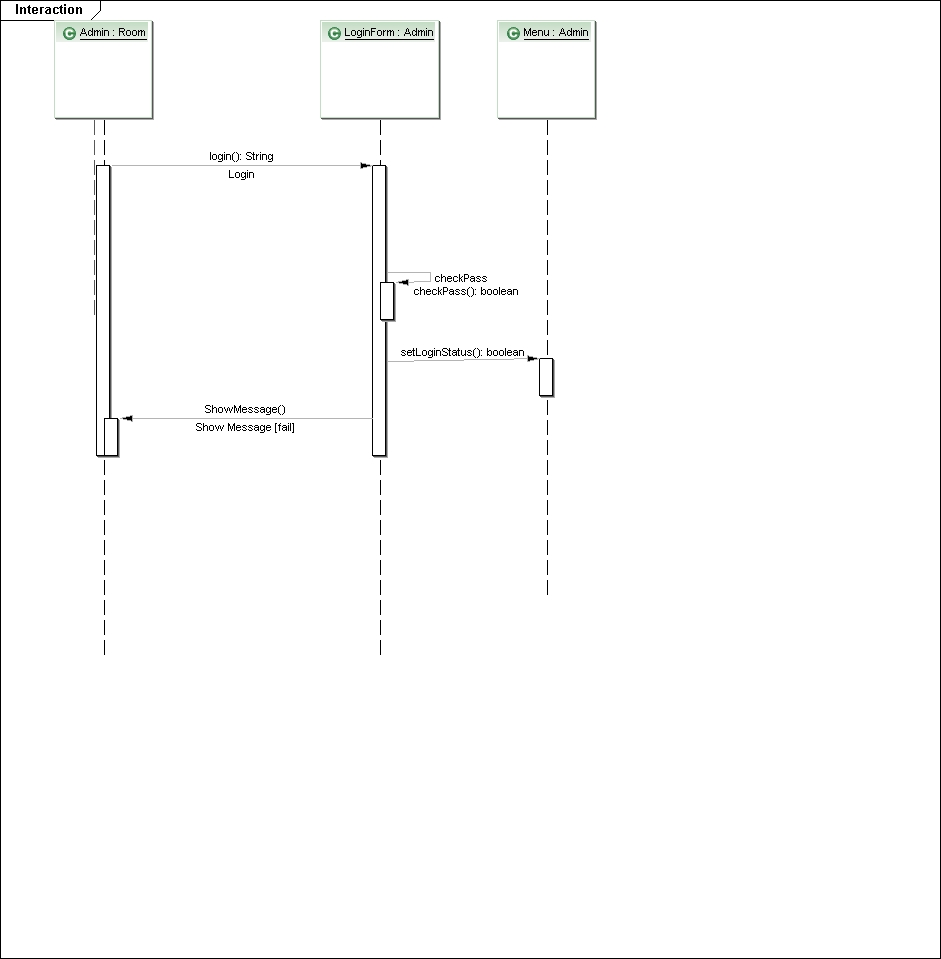 Interaction
C Admin : Room
C LoginForm : Admin
C Menu : Admin
login(): String
Login
checkPass
checkPass(): boolean
setLoginStatus(): boolean
ShowMessage()
Show Message [fail]